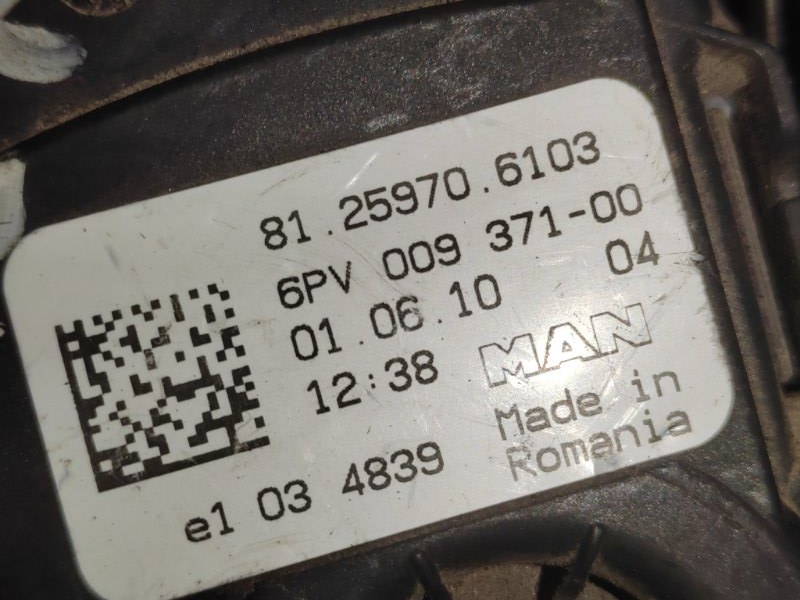 81.25970.6103
6PV 009 371-00
01.06.10 04
12:38 MAN
Made in
Romania
e1 03 4839